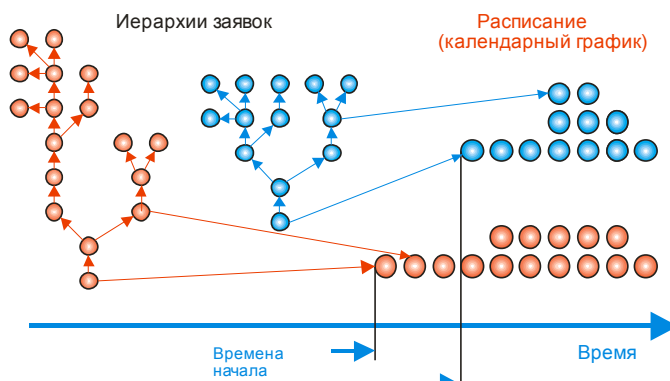 Иерархии заявок
Расписание
(календарный график)
Времена
начала
Время